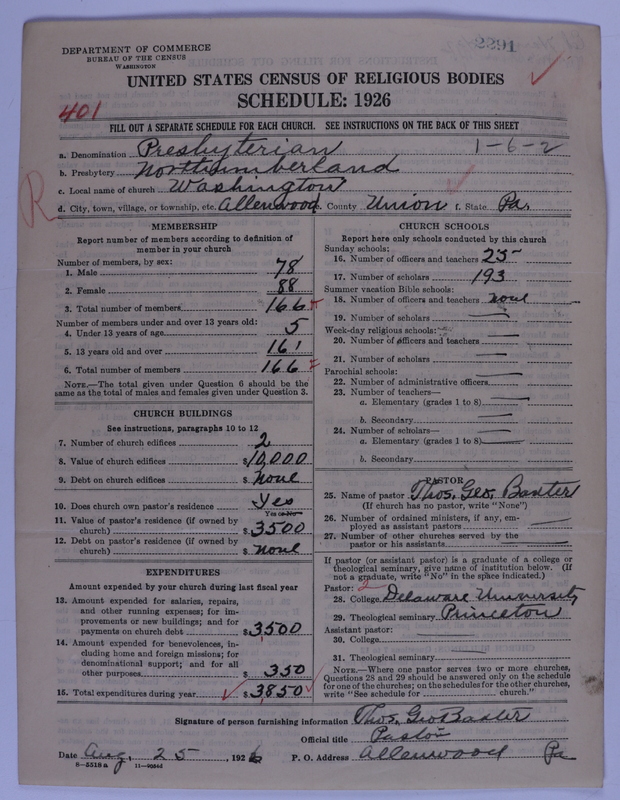 2291
DEPARTMENT OF COMMERCE
BUREAU OF THE CENSUS
WASHINGTON
UNITED STATES CENSUS OF RELIGIOUS BODIES
SCHEDULE: 1926
401
FILL OUT A SEPARATE SCHEDULE FOR EACH CHURCH. SEE INSTRUCTIONS ON THE BACK OF THIS SHEET
a. Denomination Presbyterian 1-6-2
b. Presbytery Northumberland
c. Local name of church Washington
R
d. City, town, village, or township, etc. Allenwood e. County Union f. State Pa.
MEMBERSHIP
Report number of members according to definition of
member in your church
Number of members, by sex:
1. Male 78
2. Female 88
3. Total number of members 166
Number of members under and over 13 years old:
4. Under 13 years of age 5
5. 13 years old and over 161
6. Total number of members 166
NOTE.—The total given under Question 6 should be the
same as the total of males and females given under Question 3.
CHURCH BUILDINGS
See instructions, paragraphs 10 to 12
7. Number of church edifices 2
8. Value of church edifices $10,000
9. Debt on church edifices $ none
10. Does church own pastor's residence Yes
Yes or No
11. Value of pastor's residence (if owned by
church) $3500
12. Debt on pastor's residence (if owned by
church) $ none
EXPENDITURES
Amount expended by your church during last fiscal year
13. Amount expended for salaries, repairs,
and other running expenses; for im-
provements or new buildings; and for
payments on church debt $3,500
14. Amount expended for benevolences, in-
cluding home and foreign missions; for
denominational support; and for all
other purposes $ 350
15. Total expenditures during year $3,850
CHURCH SCHOOLS
Report here only schools conducted by this church
Sunday schools:
16. Number of officers and teachers 25
17. Number of scholars 193
Summer vacation Bible schools:
18. Number of officers and teachers none
19. Number of scholars
Week-day religious schools:
20. Number of officers and teachers
21. Number of scholars
Parochial schools:
22. Number of administrative officers
23. Number of teachers—
a. Elementary (grades 1 to 8)
b. Secondary
24. Number of scholars—
a. Elementary (grades 1 to 8)
b. Secondary
PASTOR
25. Name of pastor Thos. Geo. Baxter
(If church has no pastor, write "None")
26. Number of ordained ministers, if any, em-
ployed as assistant pastors
27. Number of other churches served by the
pastor or his assistants
If pastor (or assistant pastor) is a graduate of a college or
theological seminary, give name of institution below. (If
not a graduate, write "No" in the space indicated.)
Pastor: 2
28. College Delaware University
29. Theological seminary Princeton
Assistant pastor:
30. College
31. Theological seminary
NOTE.—Where one pastor serves two or more churches,
Questions 28 and 29 should be answered only on the schedule
for one of the churches; on the schedules for the other churches,
write "See schedule for church."
Signature of person furnishing information Thos. Geo Baxter
Official title Pastor
Date Aug. 25, 1926 P. O. Address Allenwood Pa
8—5518a